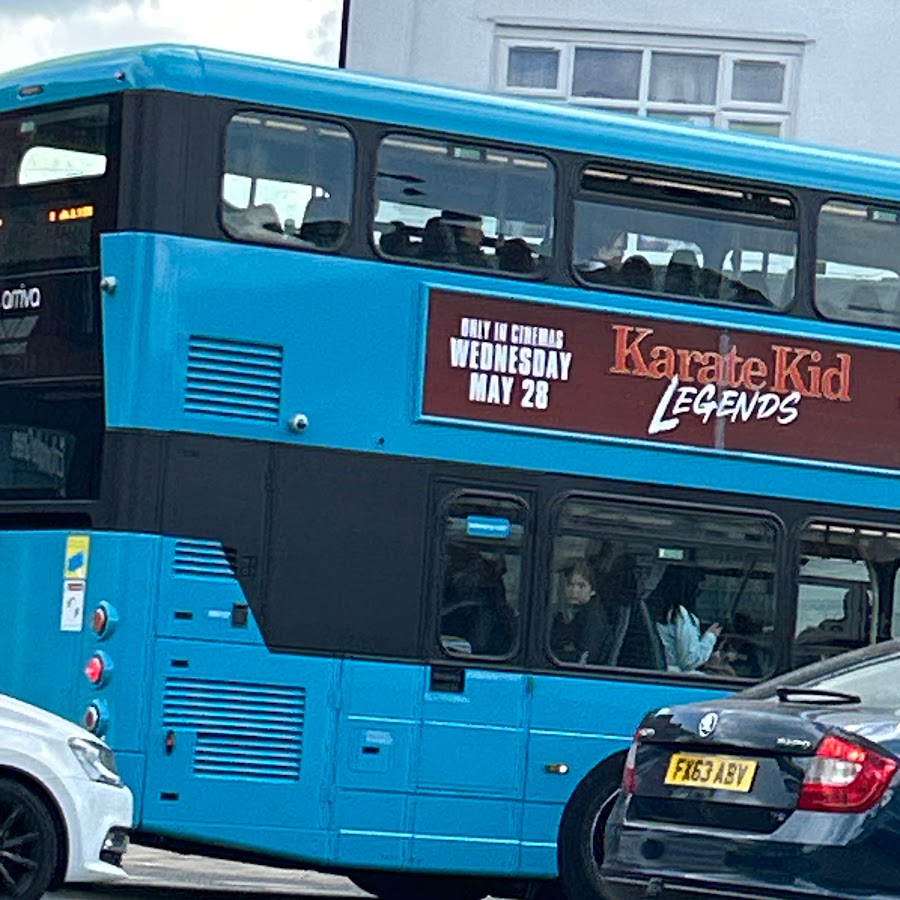 arriva
ONLY IN CINEMAS
WEDNESDAY
MAY 28
Karate Kid
LEGENDS
FX63 ABV